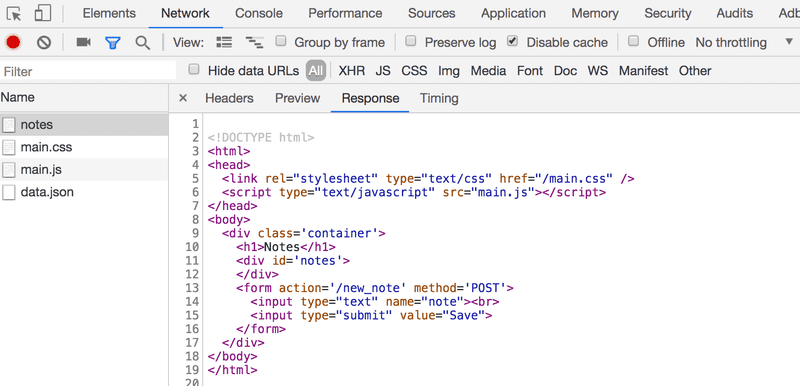 Elements Network Console Performance Sources Application Memory Security Audits Adb
View: Group by frame Preserve log Disable cache Offline No throttling
Filter Hide data URLs All XHR JS CSS Img Media Font Doc WS Manifest Other
Name × Headers Preview Response Timing
notes
main.css
main.js
data.json
1
2 <!DOCTYPE html>
3 <html>
4 <head>
5 <link rel="stylesheet" type="text/css" href="/main.css" />
6 <script type="text/javascript" src="main.js"></script>
7 </head>
8 <body>
9 <div class='container'>
10 <h1>Notes</h1>
11 <div id='notes'>
12 </div>
13 <form action='/new_note' method='POST'>
14 <input type="text" name="note"><br>
15 <input type="submit" value="Save">
16 </form>
17 </div>
18 </body>
19 </html>
20